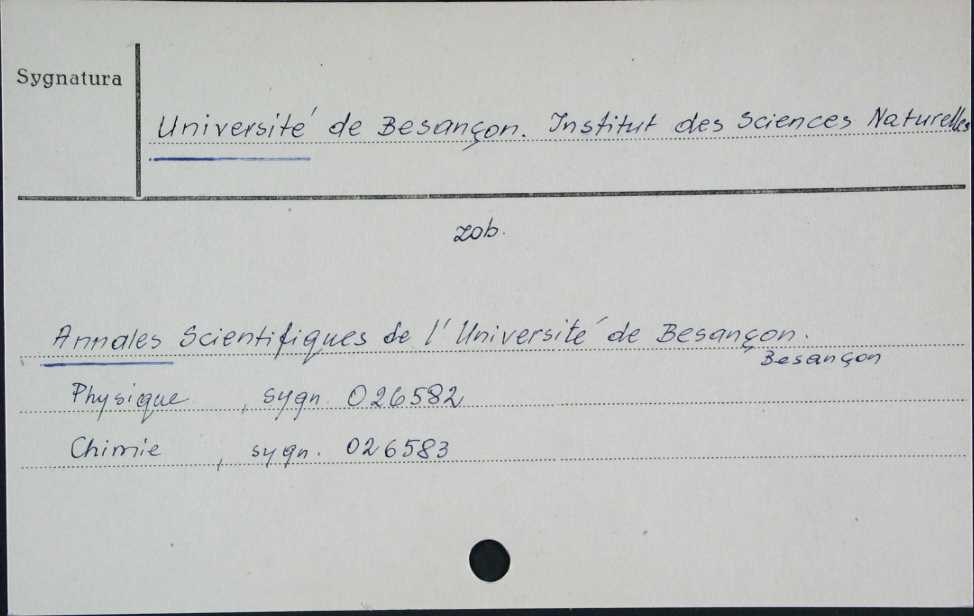 Sygnatura
Université de Besançon. Institut des Sciences Naturelles
zob.
Annales Scientifiques de l'Université de Besançon.
Besançon
Physique , sygn. 026582
Chimie , sygn. 026583